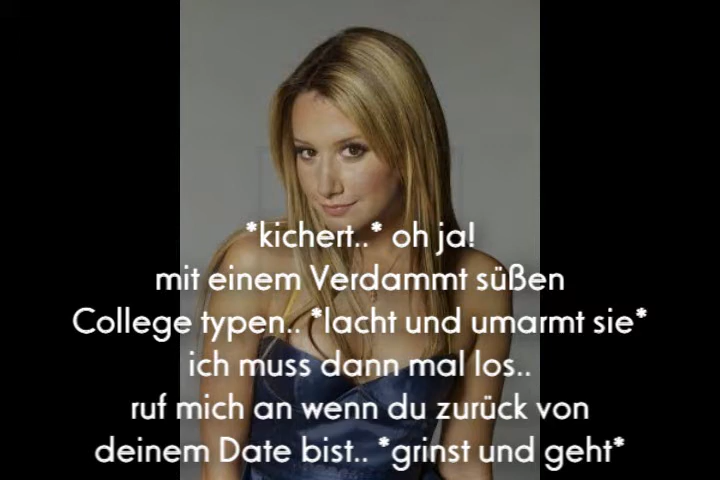 *kichert..* oh ja!
mit einem Verdammt süßen
College typen.. *lacht und umarmt sie*
ich muss dann mal los..
ruf mich an wenn du zurück von
deinem Date bist.. *grinst und geht*